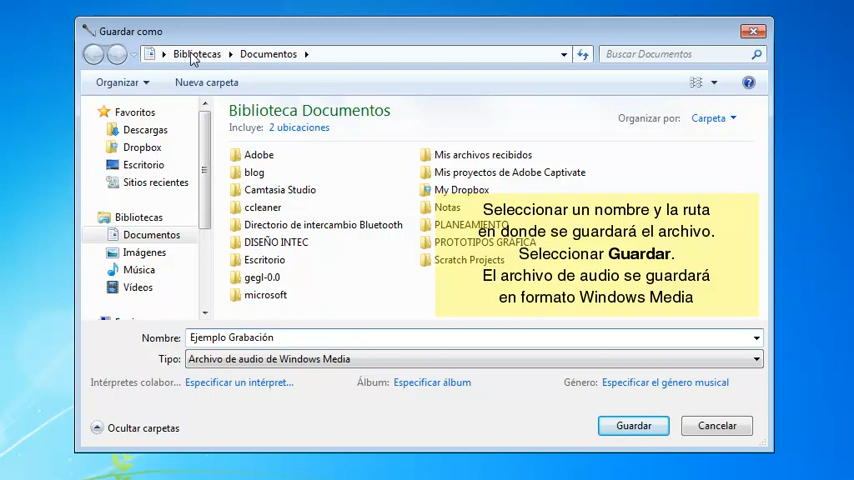 Guardar como
Bibliotecas Documentos
Buscar Documentos
Organizar
Nueva carpeta
Favoritos
Descargas
Dropbox
Escritorio
Sitios recientes
Bibliotecas
Documentos
Imágenes
Música
Vídeos
Biblioteca Documentos
Incluye: 2 ubicaciones
Organizar por: Carpeta
Adobe
blog
Camtasia Studio
ccleaner
Directorio de intercambio Bluetooth
DISEÑO INTEC
Escritorio
gegl-0.0
microsoft
Mis archivos recibidos
Mis proyectos de Adobe Captivate
My Dropbox
Notas
PLANEAMIENTO
PROTOTIPOS GRAFICA
Scratch Projects
Seleccionar un nombre y la ruta
en donde se guardará el archivo.
Seleccionar Guardar.
El archivo de audio se guardará
en formato Windows Media
Nombre: Ejemplo Grabación
Tipo: Archivo de audio de Windows Media
Intérpretes colabor... Especificar un intérpret...
Álbum: Especificar álbum
Género: Especificar el género musical
Ocultar carpetas
Guardar
Cancelar